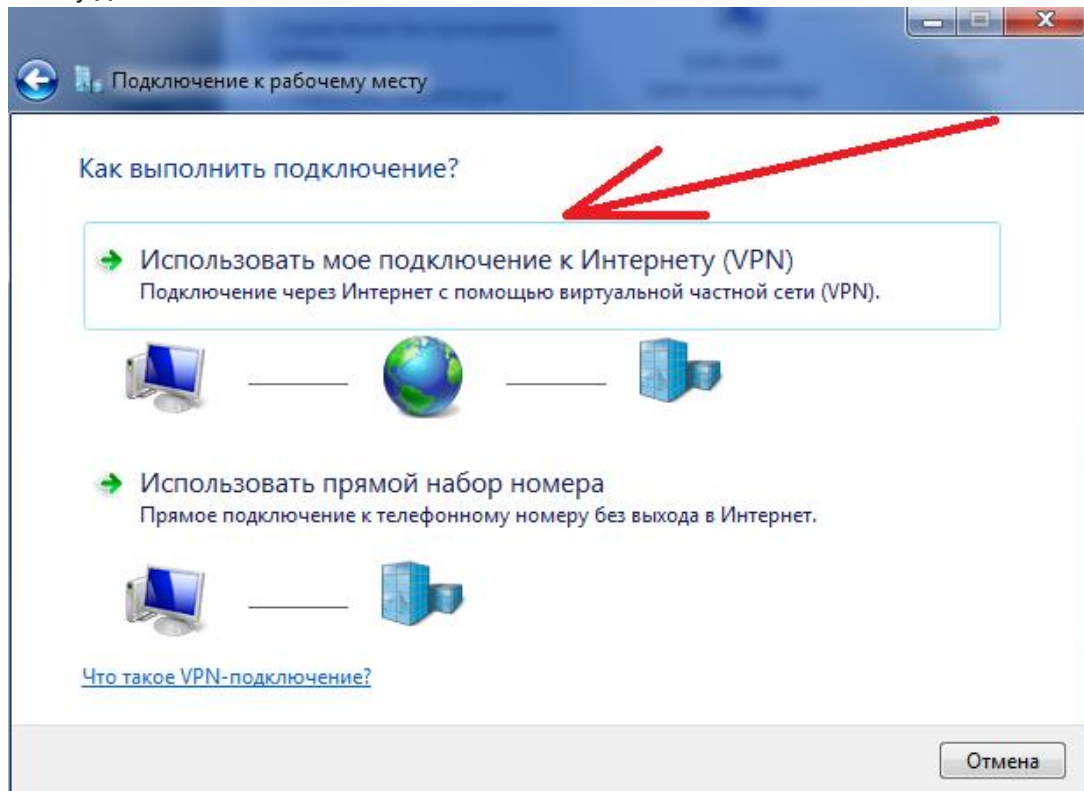 Подключение к рабочему месту
Как выполнить подключение?
Использовать мое подключение к Интернету (VPN)
Подключение через Интернет с помощью виртуальной частной сети (VPN).
Использовать прямой набор номера
Прямое подключение к телефонному номеру без выхода в Интернет.
Что такое VPN-подключение?
Отмена